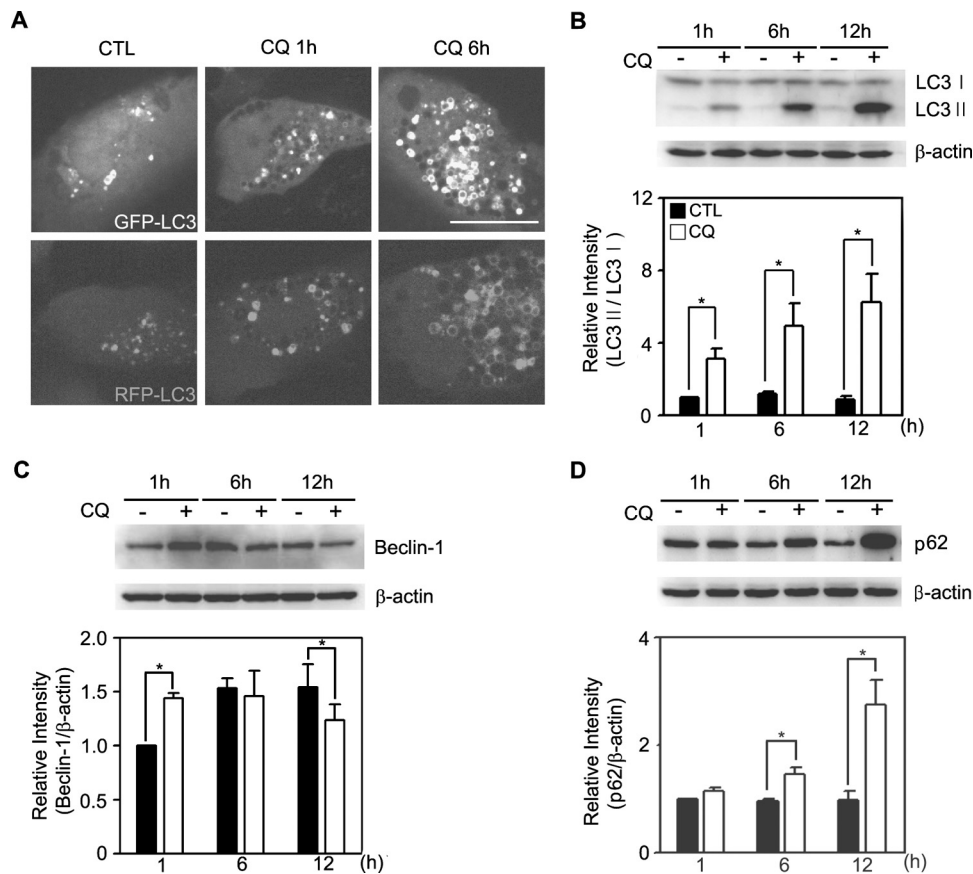 A
CTL CQ 1h CQ 6h
GFP-LC3
RFP-LC3
B
1h 6h 12h
CQ - + - + - +
LC3 Ⅰ
LC3 Ⅱ
β-actin
Relative Intensity
(LC3 Ⅱ / LC3 Ⅰ)
12
8
4
0
CTL
CQ
* * *
1 6 12 (h)
C
1h 6h 12h
CQ - + - + - +
Beclin-1
β-actin
Relative Intensity
(Beclin-1/β-actin)
2.0
1.5
1.0
0.5
0
* *
1 6 12 (h)
D
1h 6h 12h
CQ - + - + - +
p62
β-actin
Relative Intensity
(p62/β-actin)
4
2
0
* *
1 6 12 (h)